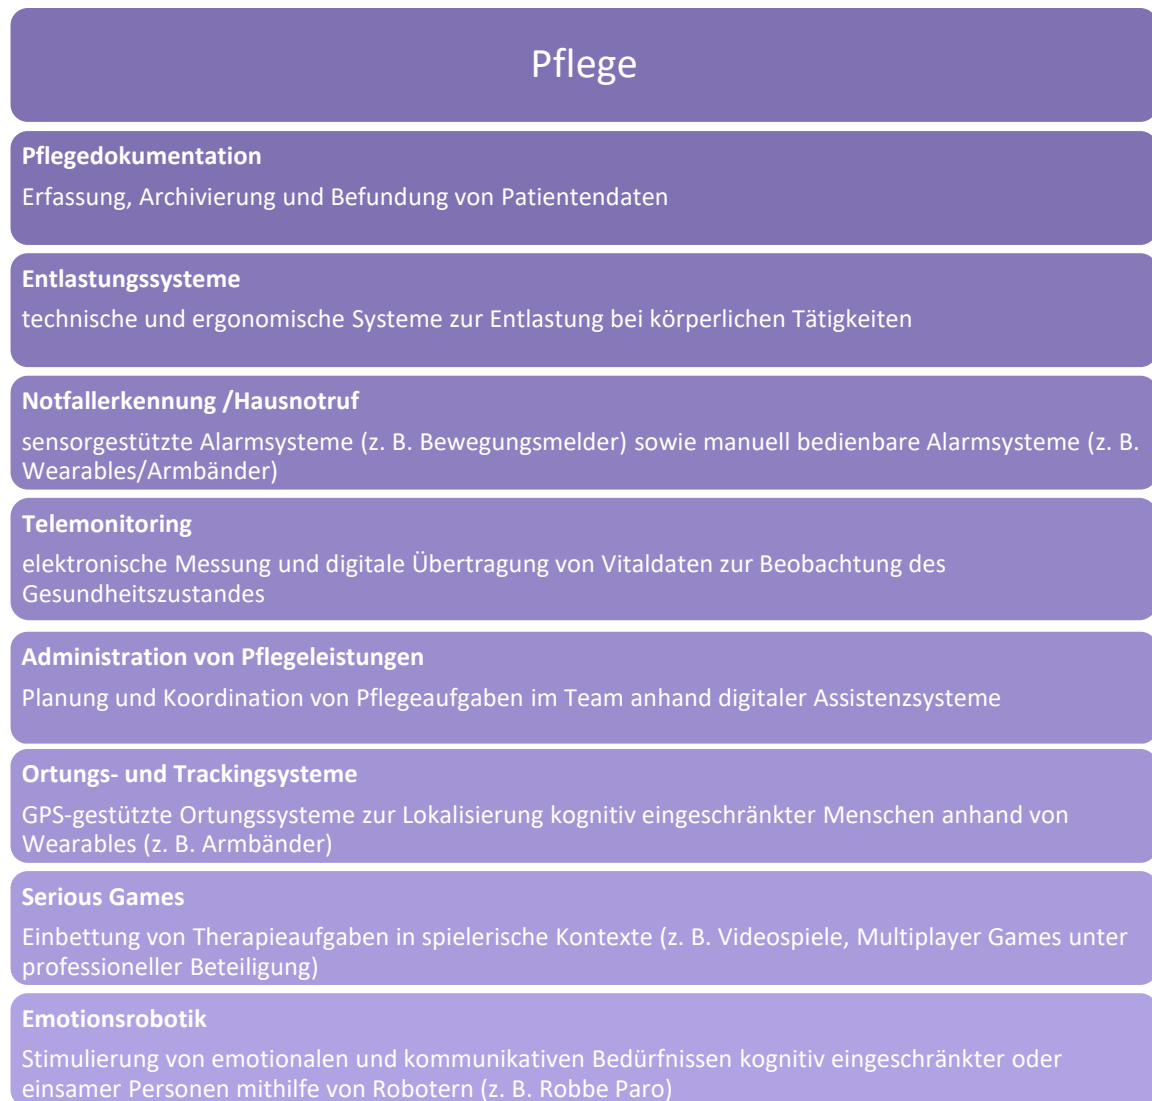 Pflege
Pflegedokumentation
Erfassung, Archivierung und Befundung von Patientendaten
Entlastungssysteme
technische und ergonomische Systeme zur Entlastung bei körperlichen Tätigkeiten
Notfallerkennung /Hausnotruf
sensorgestützte Alarmsysteme (z. B. Bewegungsmelder) sowie manuell bedienbare Alarmsysteme (z. B.
Wearables/Armbänder)
Telemonitoring
elektronische Messung und digitale Übertragung von Vitaldaten zur Beobachtung des
Gesundheitszustandes
Administration von Pflegeleistungen
Planung und Koordination von Pflegeaufgaben im Team anhand digitaler Assistenzsysteme
Ortungs- und Trackingsysteme
GPS-gestützte Ortungssysteme zur Lokalisierung kognitiv eingeschränkter Menschen anhand von
Wearables (z. B. Armbänder)
Serious Games
Einbettung von Therapieaufgaben in spielerische Kontexte (z. B. Videospiele, Multiplayer Games unter
professioneller Beteiligung)
Emotionsrobotik
Stimulierung von emotionalen und kommunikativen Bedürfnissen kognitiv eingeschränkter oder
einsamer Personen mithilfe von Robotern (z. B. Robbe Paro)